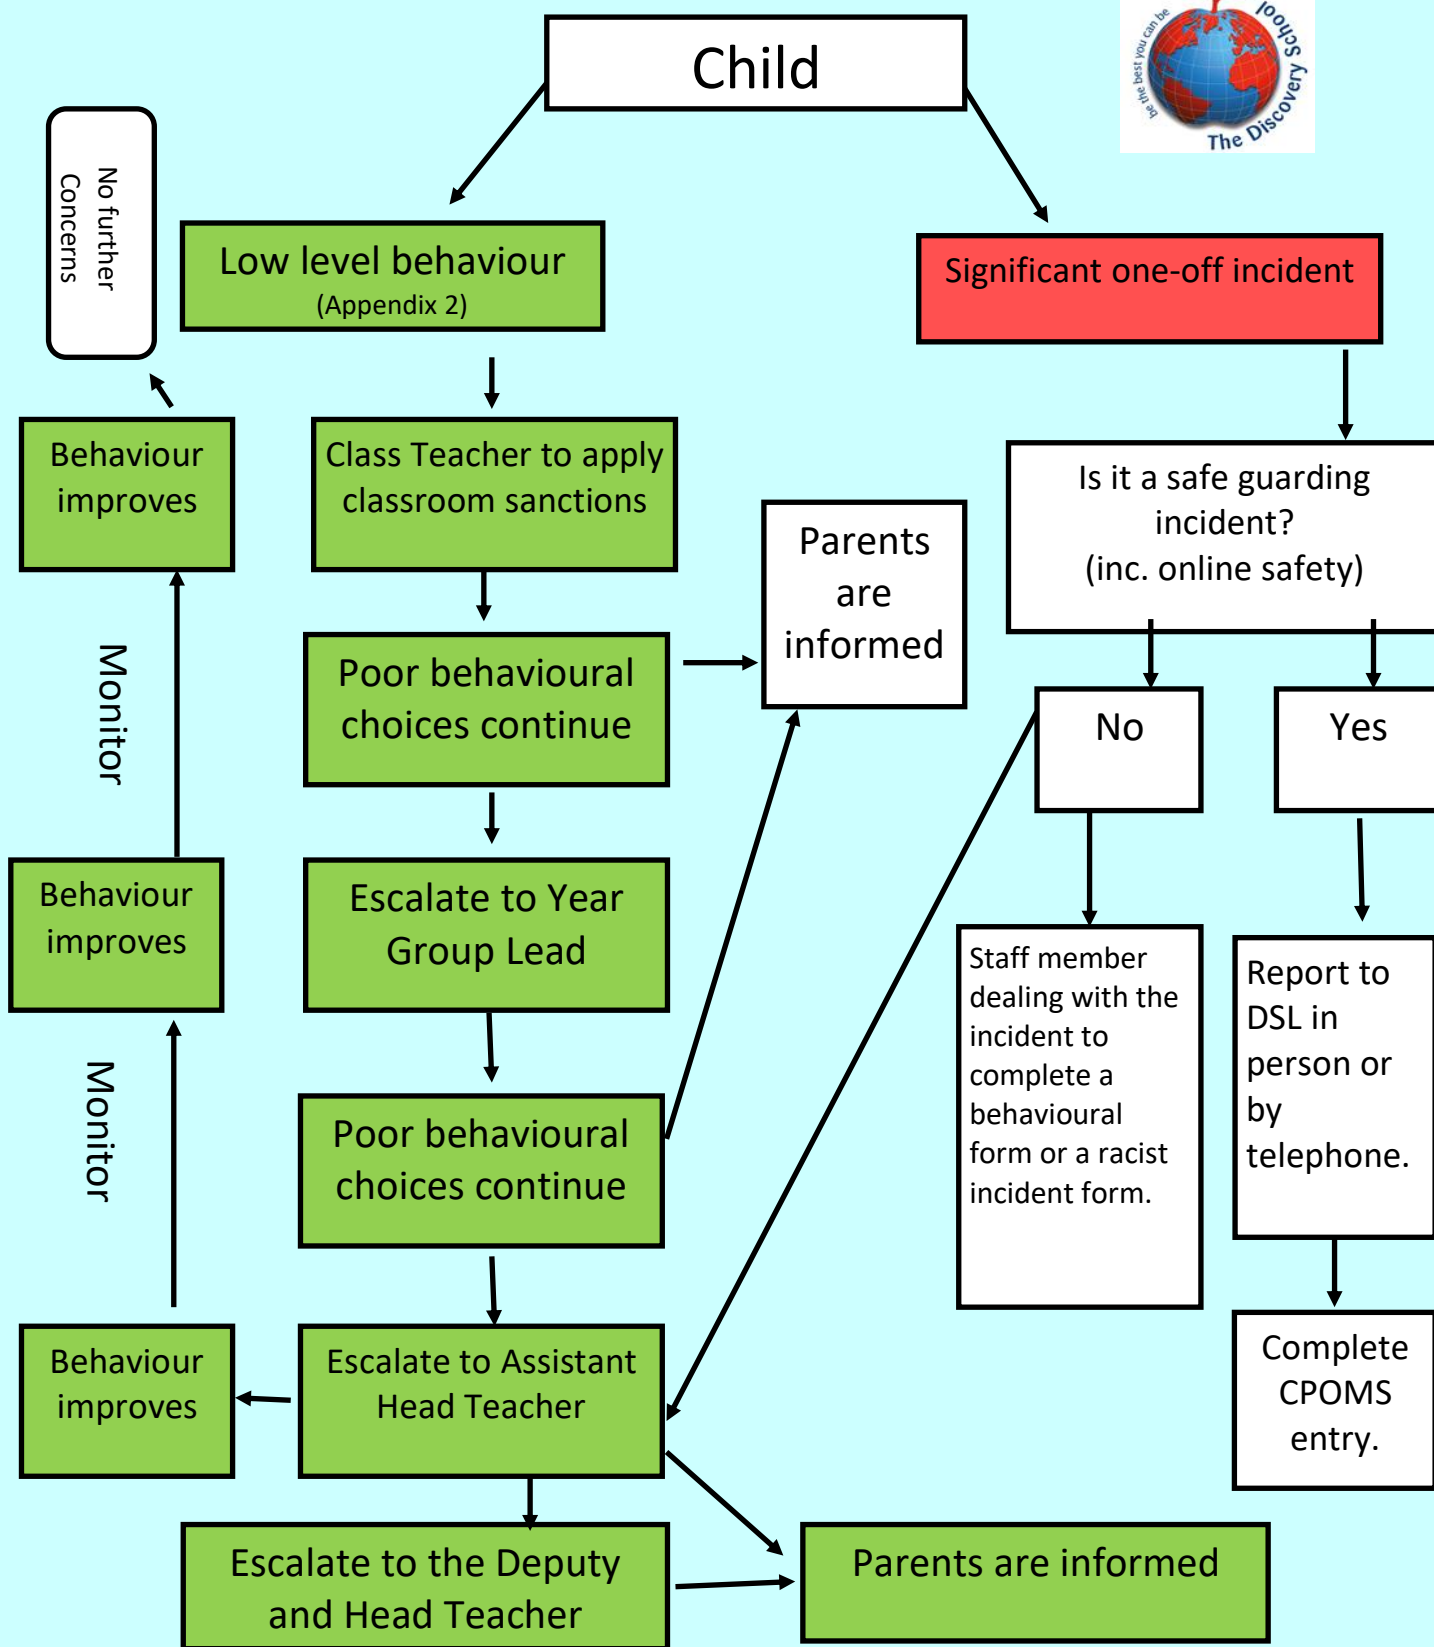 Child
be the best you can be
The Discovery School
No further
Concerns
Low level behaviour
(Appendix 2)
Significant one-off incident
Behaviour
improves
Class Teacher to apply
classroom sanctions
Is it a safe guarding
incident?
(inc. online safety)
Parents
are
informed
Monitor
Poor behavioural
choices continue
No
Yes
Behaviour
improves
Escalate to Year
Group Lead
Staff member
dealing with the
incident to
complete a
behavioural
form or a racist
incident form.
Report to
DSL in
person or
by
telephone.
Monitor
Poor behavioural
choices continue
Behaviour
improves
Escalate to Assistant
Head Teacher
Complete
CPOMS
entry.
Escalate to the Deputy
and Head Teacher
Parents are informed